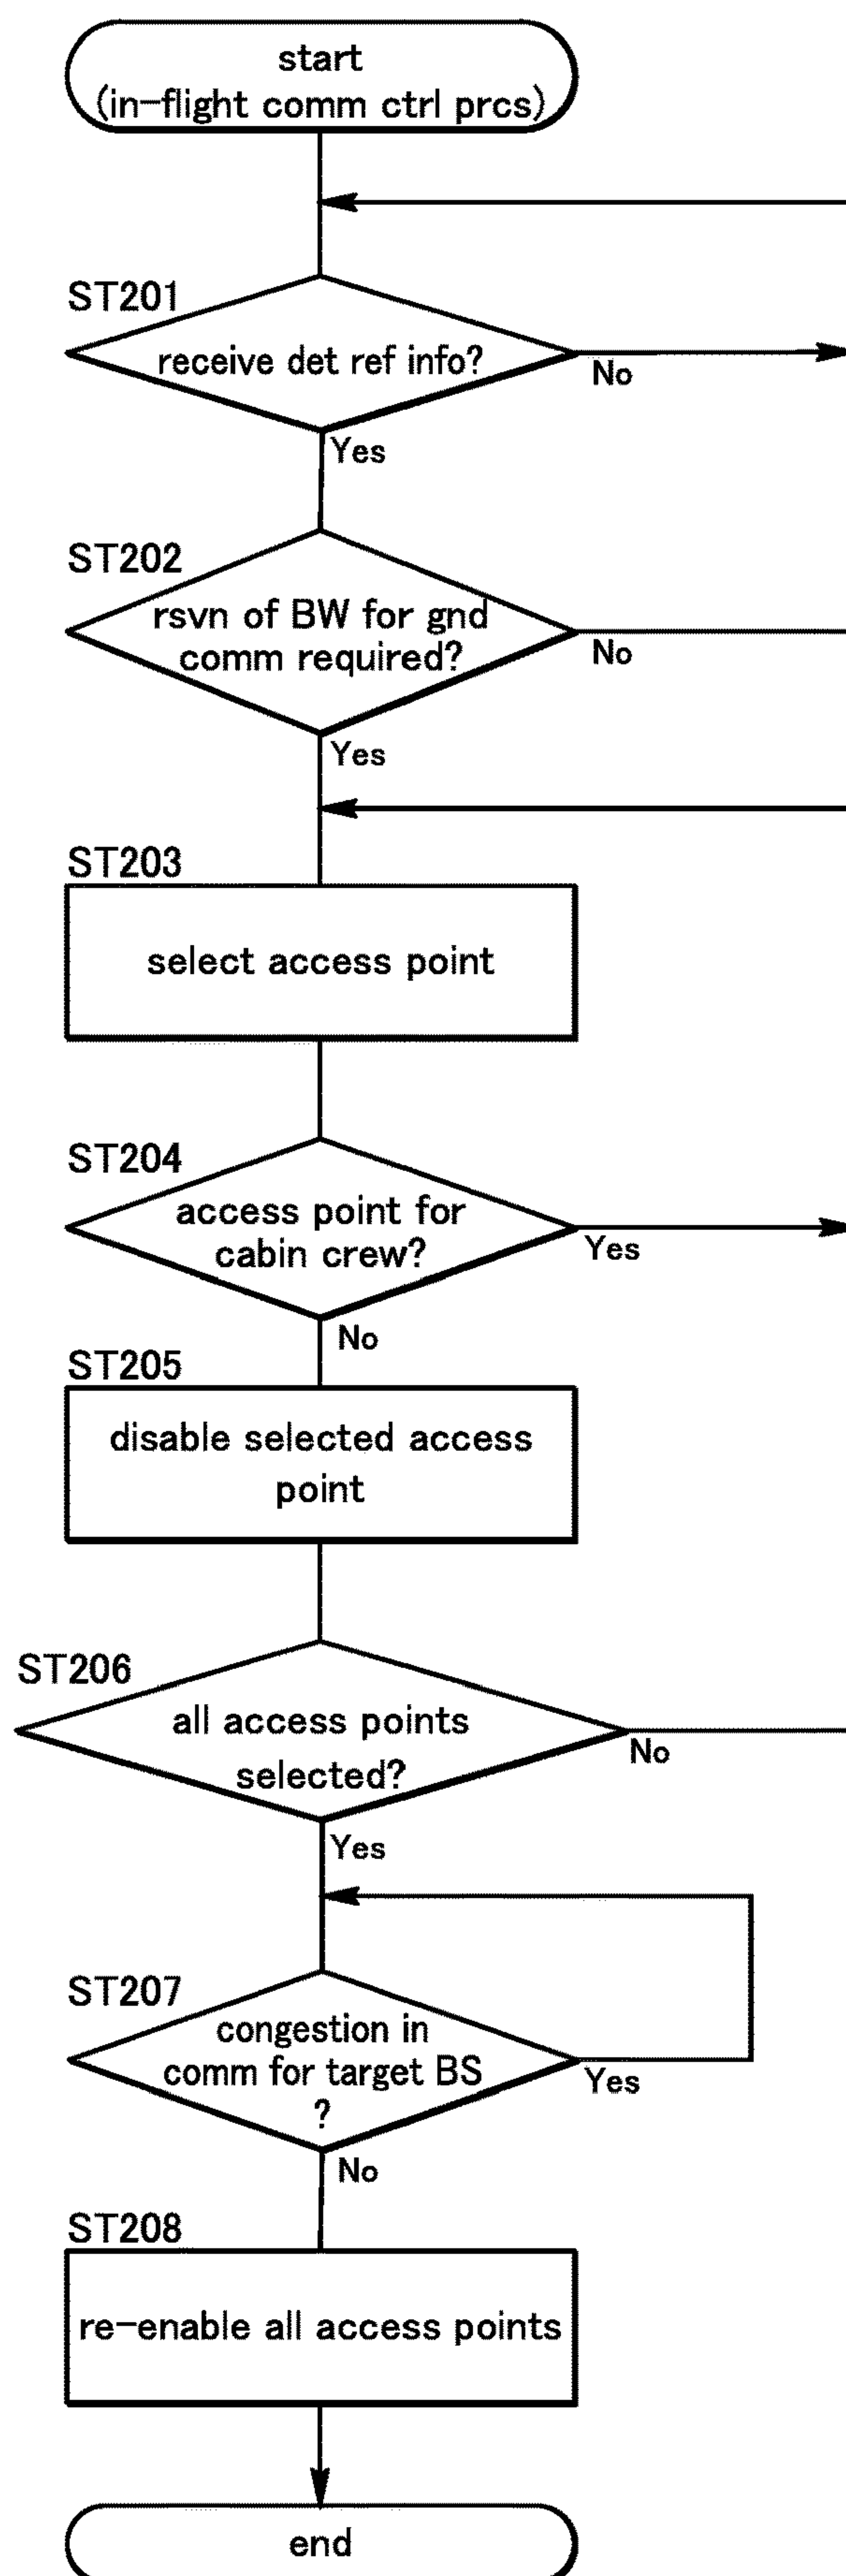 start
(in-flight comm ctrl prcs)
ST201
receive det ref info?
No
Yes
ST202
rsvn of BW for gnd
comm required?
No
Yes
ST203
select access point
ST204
access point for
cabin crew?
Yes
No
ST205
disable selected access
point
ST206
all access points
selected?
No
Yes
ST207
congestion in
comm for target BS
?
Yes
No
ST208
re-enable all access points
end